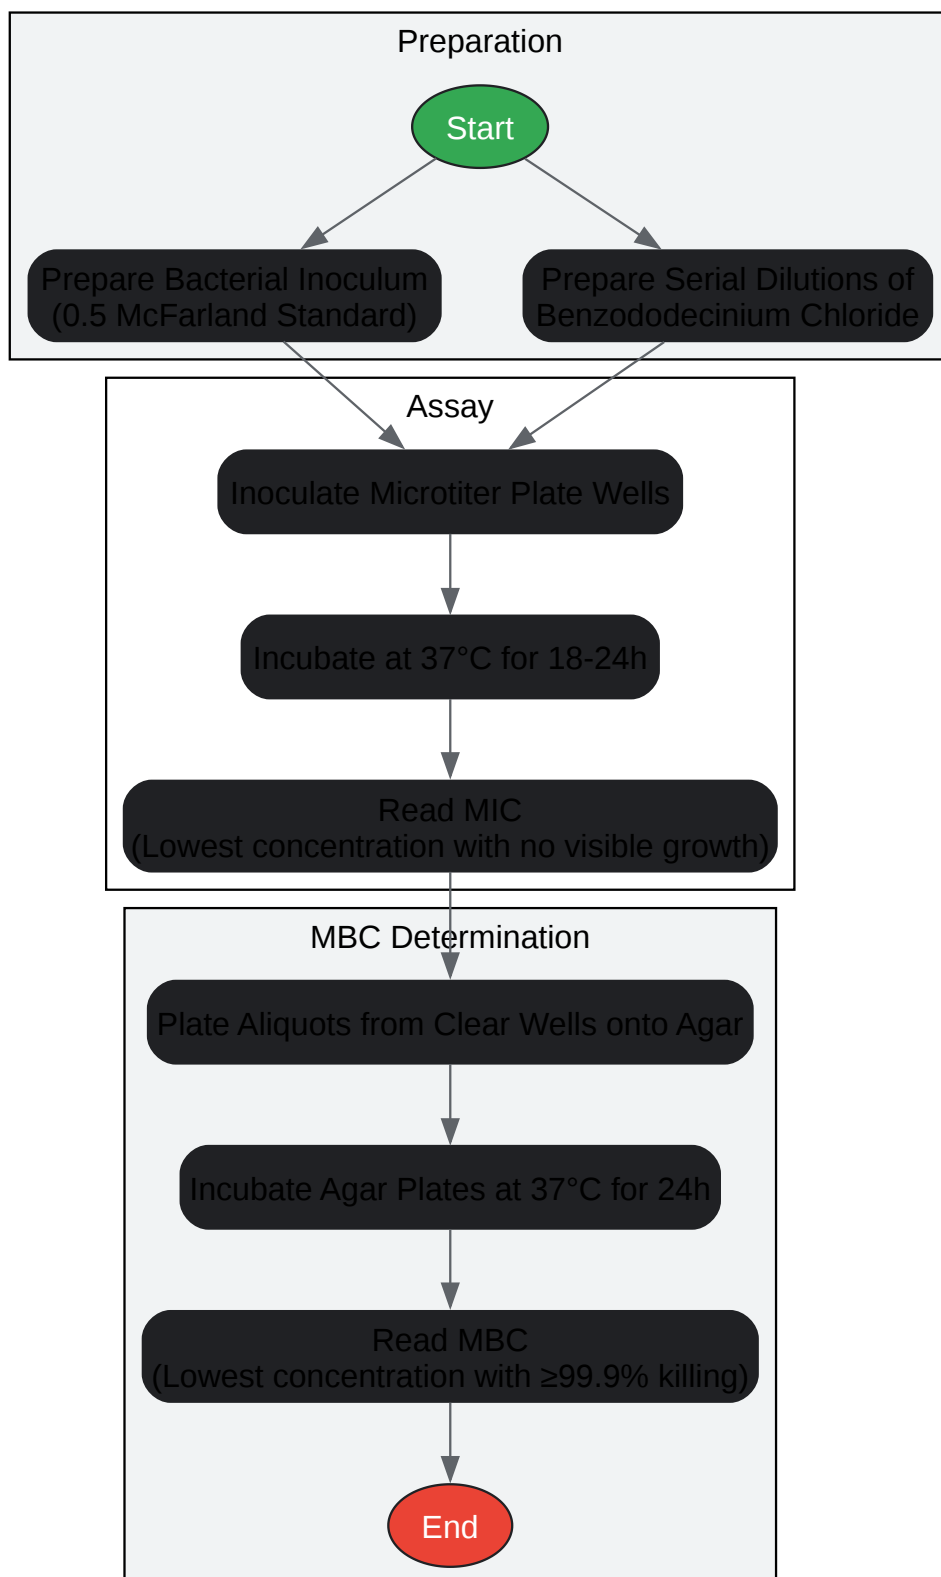 Preparation
Start
Prepare Bacterial Inoculum
(0.5 McFarland Standard)
Prepare Serial Dilutions of
Benzododecinium Chloride
Assay
Inoculate Microtiter Plate Wells
Incubate at 37°C for 18-24h
Read MIC
(Lowest concentration with no visible growth)
MBC Determination
Plate Aliquots from Clear Wells onto Agar
Incubate Agar Plates at 37°C for 24h
Read MBC
(Lowest concentration with ≥99.9% killing)
End